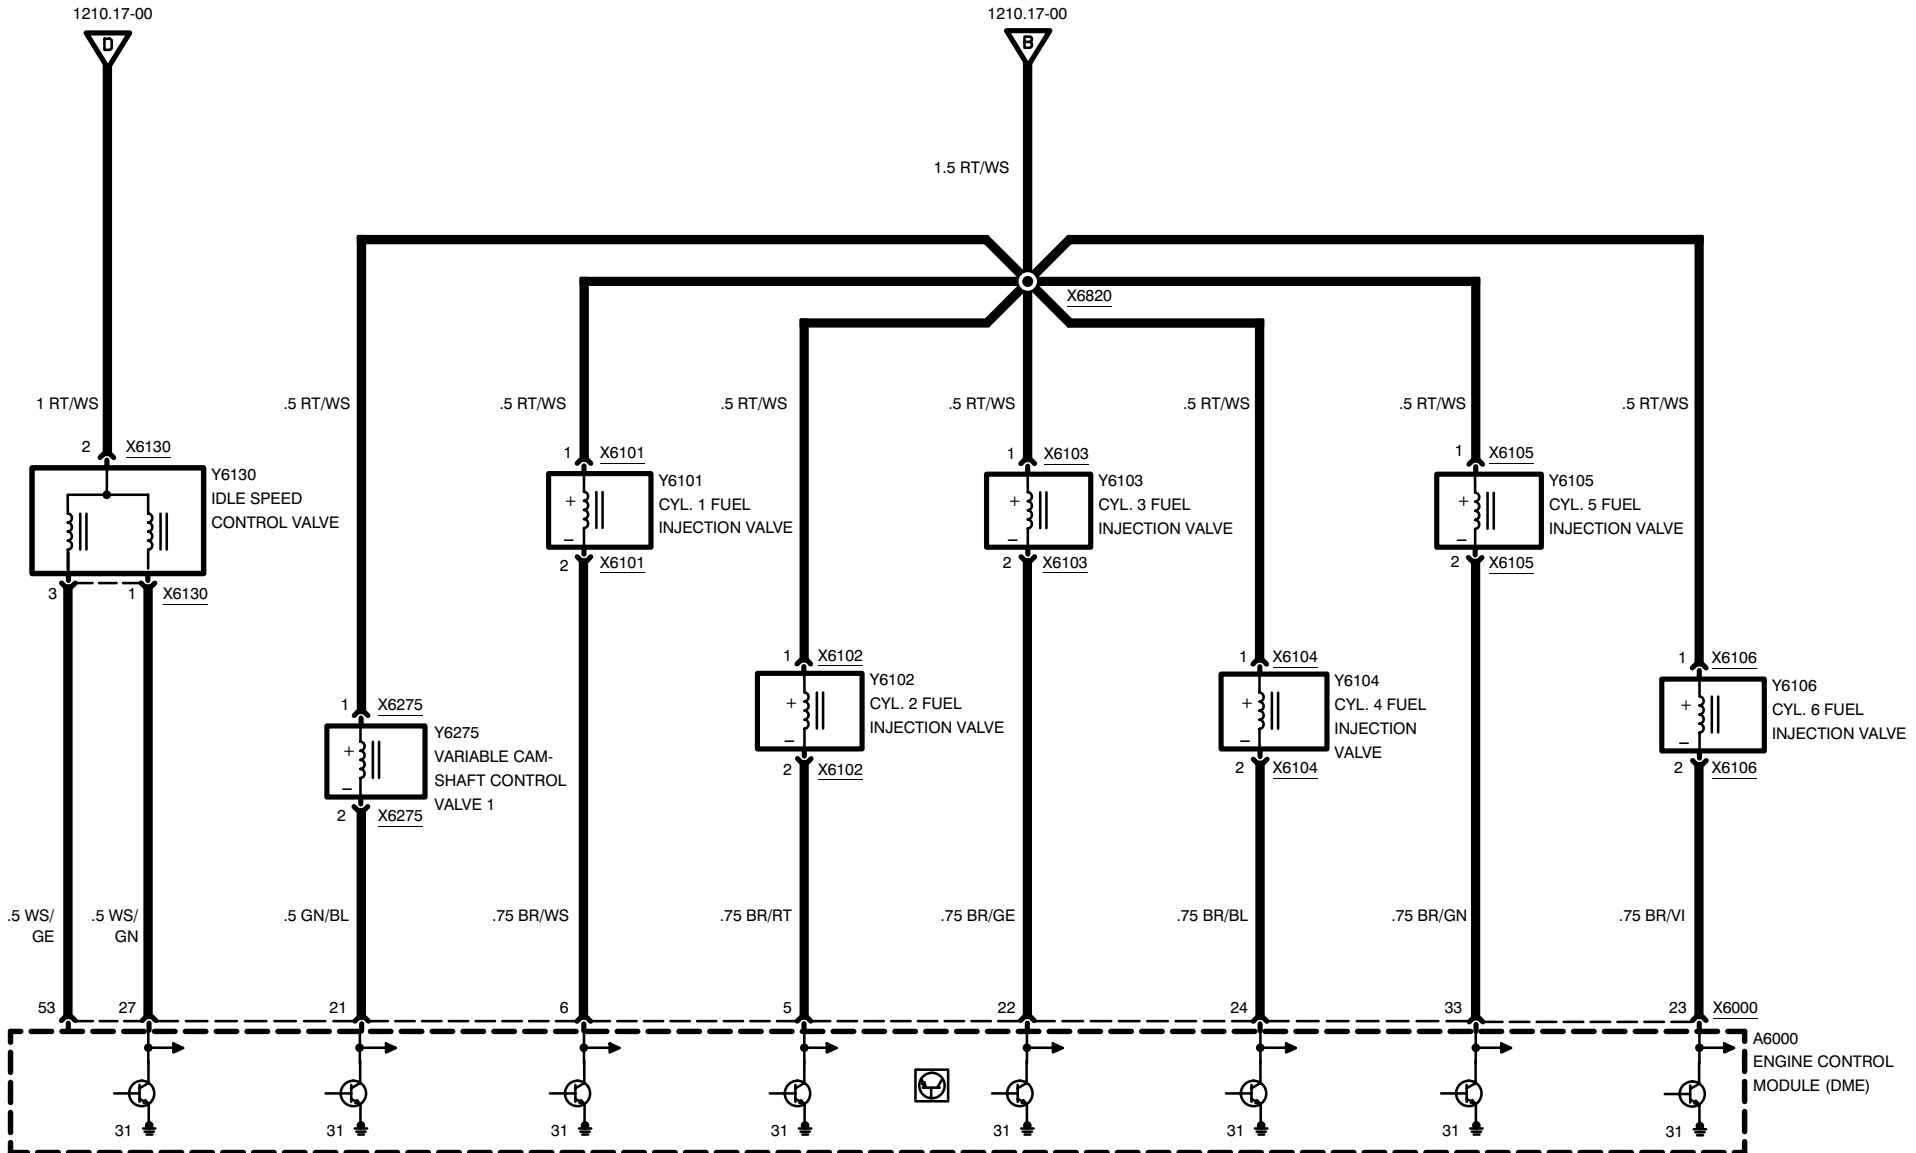 1210.17-00
1210.17-00
D
B
1.5 RT/WS
X6820
1 RT/WS
.5 RT/WS
.5 RT/WS
.5 RT/WS
.5 RT/WS
.5 RT/WS
.5 RT/WS
.5 RT/WS
2 X6130
1 X6101
1 X6103
1 X6105
Y6130
IDLE SPEED
CONTROL VALVE
+
–
Y6101
CYL. 1 FUEL
INJECTION VALVE
+
–
Y6103
CYL. 3 FUEL
INJECTION VALVE
+
–
Y6105
CYL. 5 FUEL
INJECTION VALVE
2 X6101
2 X6103
2 X6105
3
1 X6130
1 X6102
1 X6104
1 X6106
+
–
Y6102
CYL. 2 FUEL
INJECTION VALVE
+
–
Y6104
CYL. 4 FUEL
INJECTION
VALVE
+
–
Y6106
CYL. 6 FUEL
INJECTION VALVE
1 X6275
+
–
Y6275
VARIABLE CAM-
SHAFT CONTROL
VALVE 1
2 X6102
2 X6104
2 X6106
2 X6275
.5 WS/
GE
.5 WS/
GN
.5 GN/BL
.75 BR/WS
.75 BR/RT
.75 BR/GE
.75 BR/BL
.75 BR/GN
.75 BR/VI
53
27
21
6
5
22
24
33
23 X6000
A6000
ENGINE CONTROL
MODULE (DME)
31
31
31
31
31
31
31
31